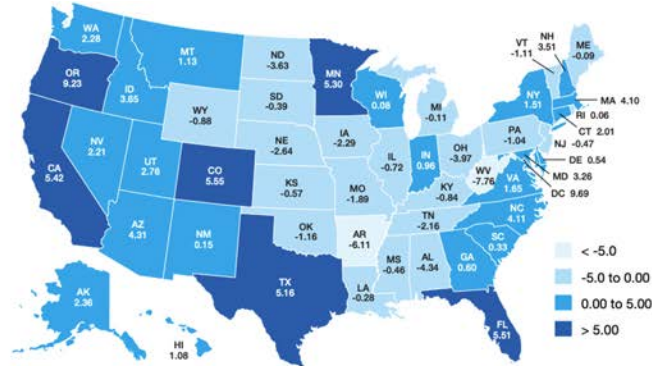 WA
2.28
OR
9.23
CA
5.42
ID
3.65
NV
2.21
MT
1.13
WY
-0.88
UT
2.76
AZ
4.31
CO
5.55
NM
0.15
ND
-3.63
SD
-0.39
NE
-2.64
KS
-0.57
OK
-1.16
TX
5.16
MN
5.30
IA
-2.29
MO
-1.89
AR
-6.11
LA
-0.28
WI
0.08
IL
-0.72
MI
-0.11
IN
0.96
OH
-3.97
KY
-0.84
TN
-2.16
MS
-0.46
AL
-4.34
GA
0.60
FL
5.51
SC
0.33
NC
4.11
VA
1.65
WV
-7.76
PA
-1.04
NY
1.51
VT
-1.11
NH
3.51
ME
-0.09
MA 4.10
RI 0.06
CT 2.01
NJ -0.47
DE 0.54
MD 3.26
DC 9.69
AK
2.36
HI
1.08
< -5.0
-5.0 to 0.00
0.00 to 5.00
> 5.00